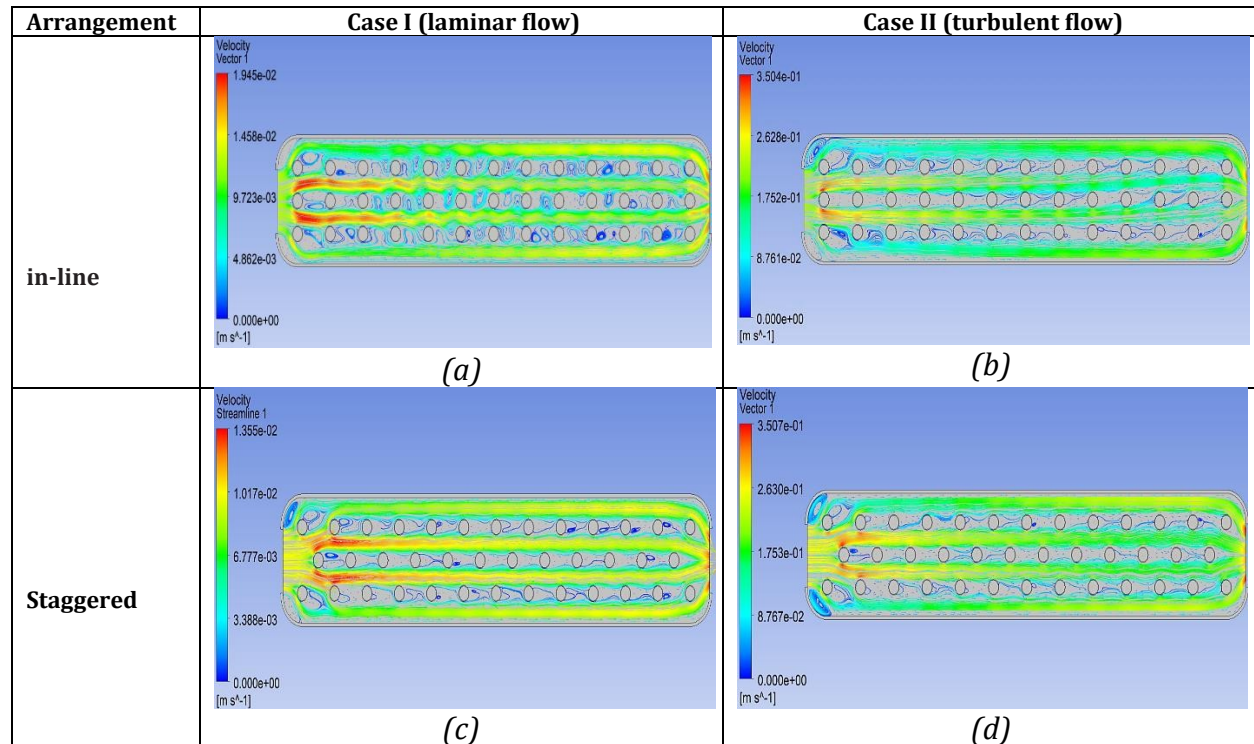 Arrangement Case I (laminar flow) Case II (turbulent flow)
in-line
Velocity
Vector 1
1.945e-02
1.458e-02
9.723e-03
4.862e-03
0.000e+00
[m s^-1]
(a)
Velocity
Vector 1
3.504e-01
2.628e-01
1.752e-01
8.761e-02
0.000e+00
[m s^-1]
(b)
Staggered
Velocity
Streamline 1
1.355e-02
1.017e-02
6.777e-03
3.388e-03
0.000e+00
[m s^-1]
(c)
Velocity
Vector 1
3.507e-01
2.630e-01
1.753e-01
8.767e-02
0.000e+00
[m s^-1]
(d)